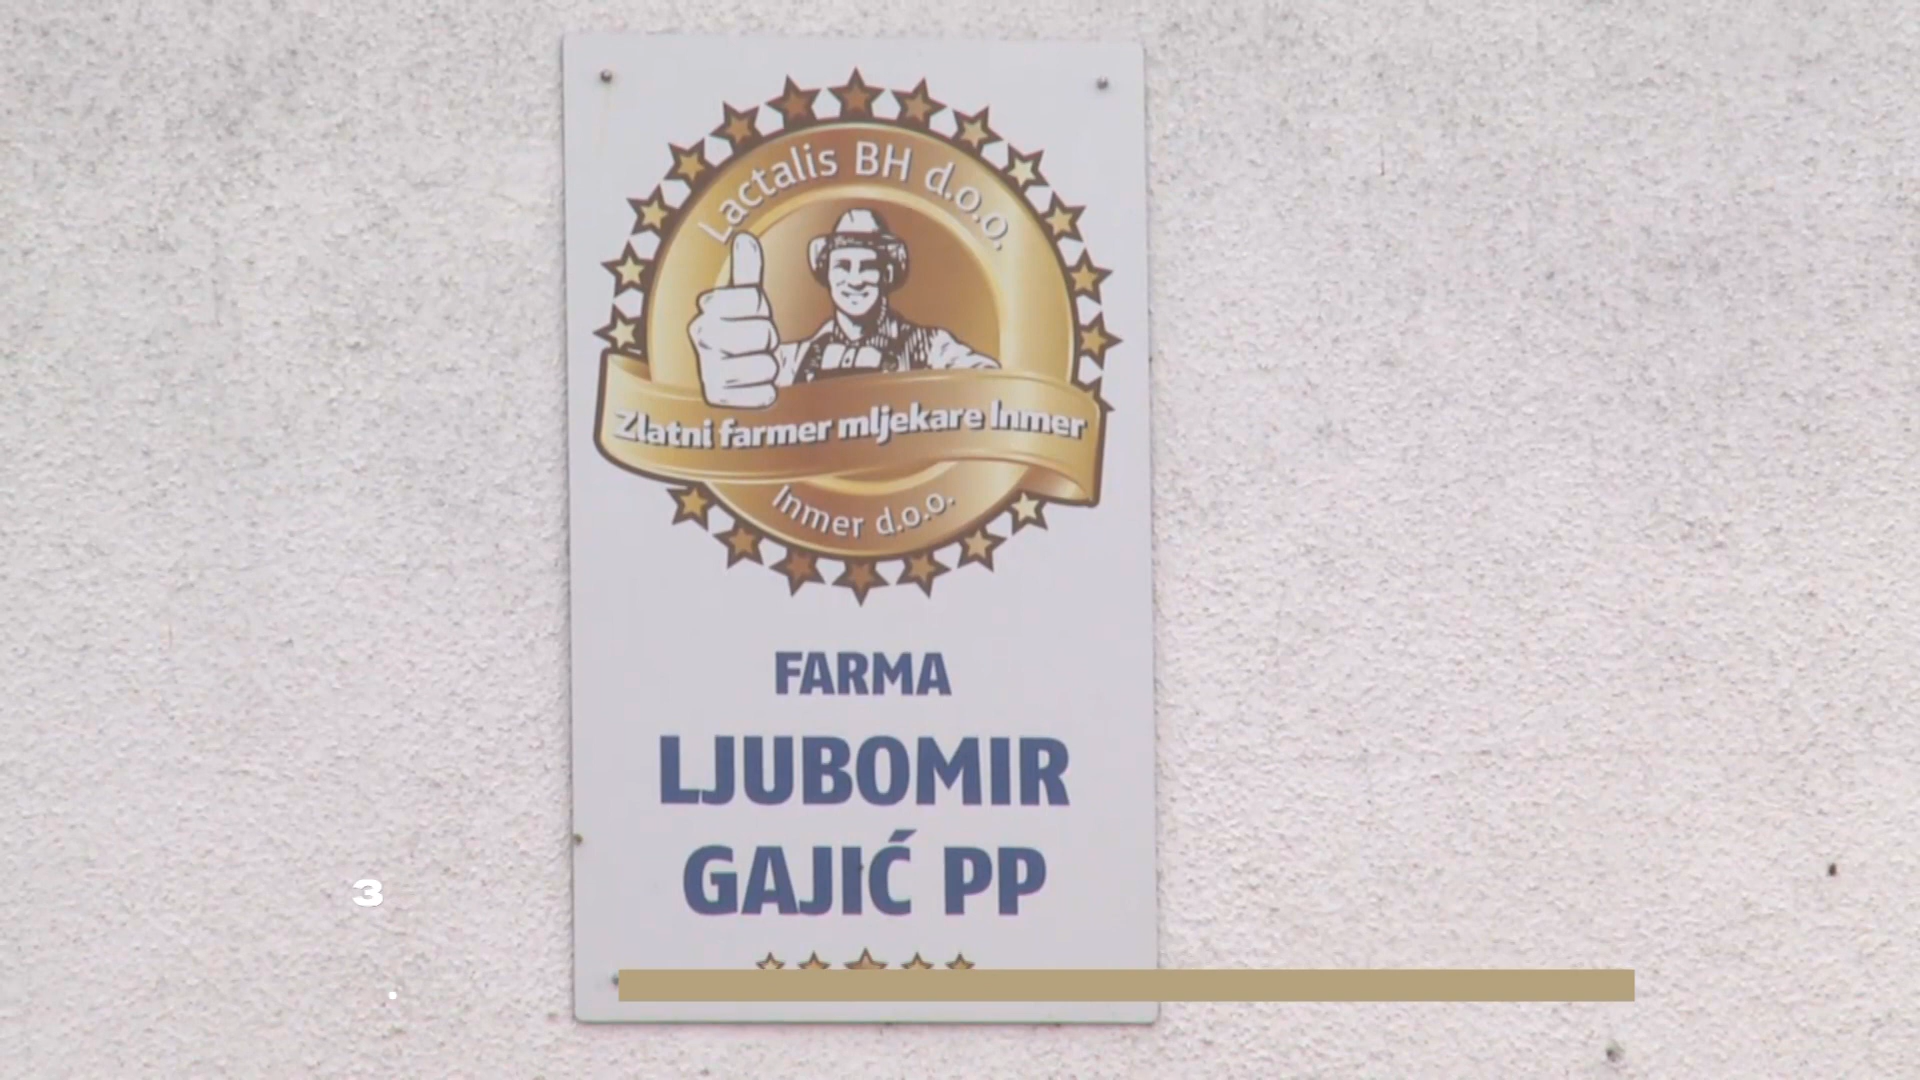 Lactalis BH d.o.o.
Zlatni farmer mljekare Inmer
Inmer d.o.o.
FARMA
LJUBOMIR
GAJIĆ PP
3